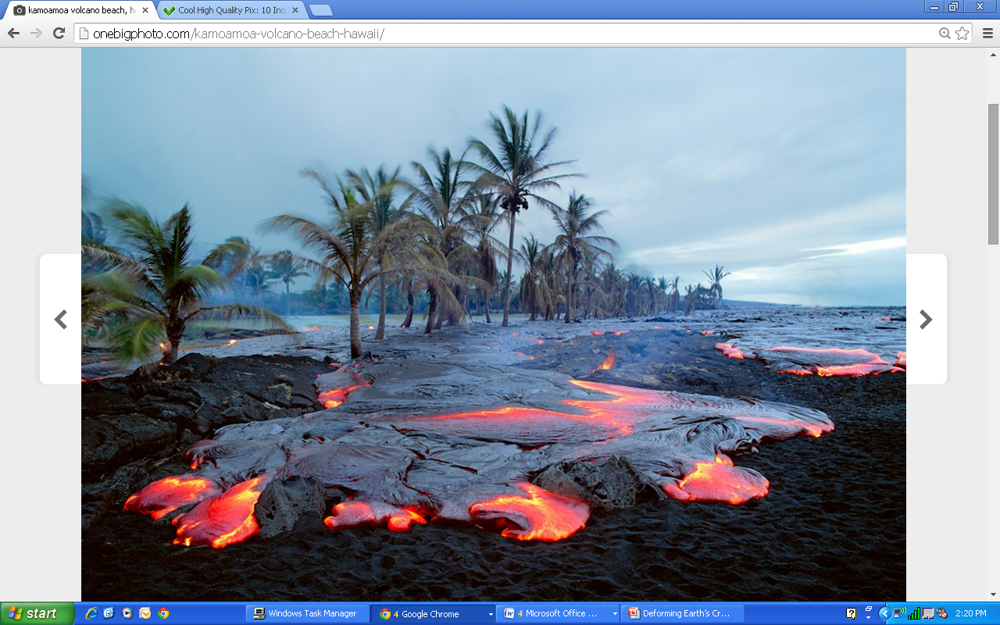 kamoamoa volcano beach, h
Cool High Quality Pix: 10 Inc
onebigphoto.com/kamoamoa-volcano-beach-hawaii/
start
Windows Task Manager
4 Google Chrome
4 Microsoft Office ...
Deforming Earth's Cr...
2:20 PM